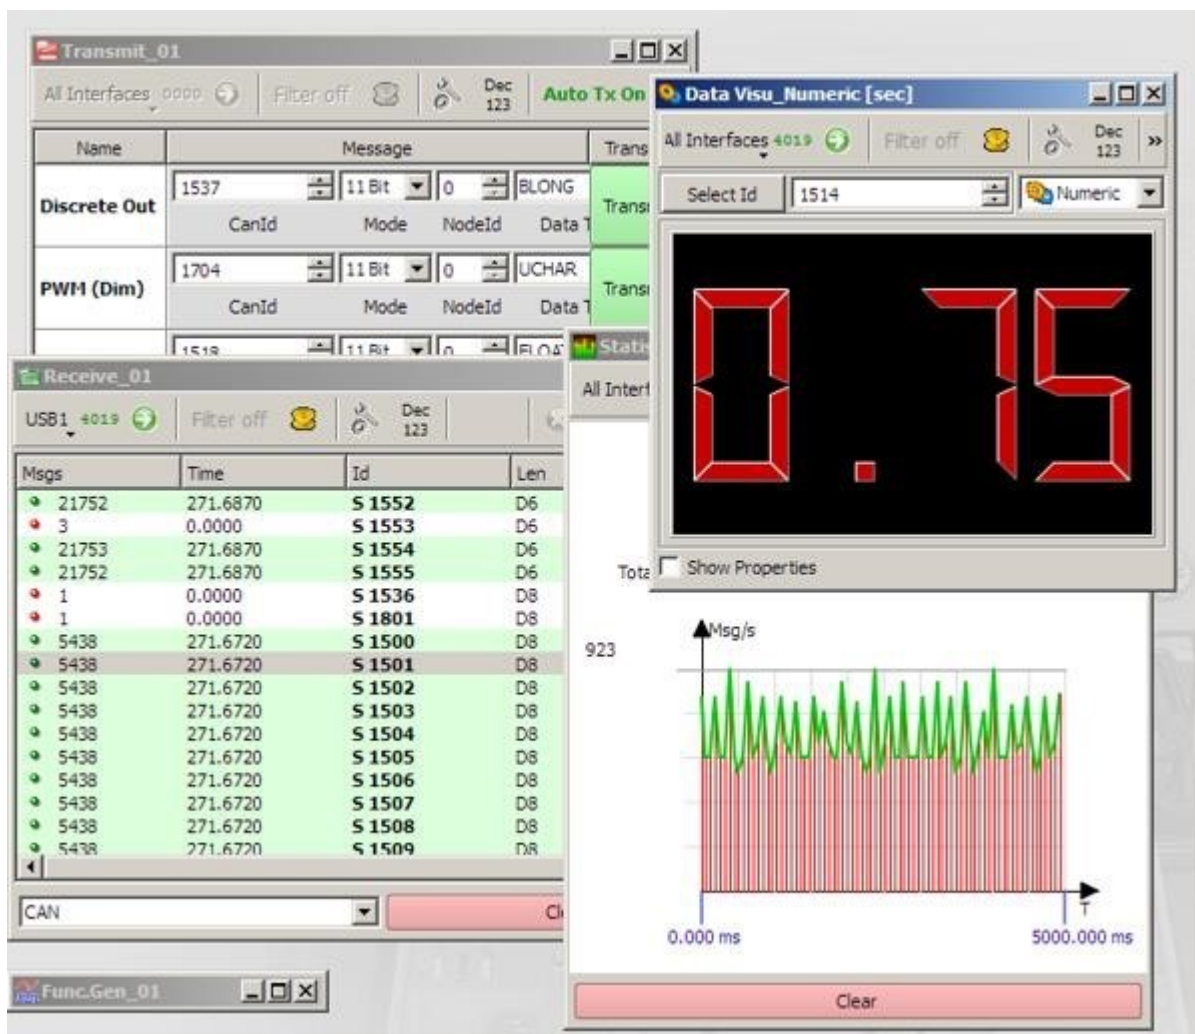 Transmit_01
All Interfaces 0000 Filter off Dec 123 Auto Tx On
Name Message Trans
Discrete Out 1537 11 Bit 0 BLONG
CanId Mode NodeId Data
PWM (Dim) 1704 11 Bit 0 UCHAR
CanId Mode NodeId Data
1518 11 Bit 0
Data Visu_Numeric [sec]
All Interfaces 4019 Filter off Dec 123 »
Select Id 1514 Numeric
0.75
Show Properties
Receive_01
USB1 4019 Filter off Dec 123
Msgs Time Id Len
21752 271.6870 S 1552 D6
3 0.0000 S 1553 D6
21753 271.6870 S 1554 D6
21752 271.6870 S 1555 D6
1 0.0000 S 1536 D8
1 0.0000 S 1801 D8
5438 271.6720 S 1500 D8
5438 271.6720 S 1501 D8
5438 271.6720 S 1502 D8
5438 271.6720 S 1503 D8
5438 271.6720 S 1504 D8
5438 271.6720 S 1505 D8
5438 271.6720 S 1506 D8
5438 271.6720 S 1507 D8
5438 271.6720 S 1508 D8
5438 271.6720 S 1509 D8
CAN
Statis
All Interf
Tota
923
Msg/s
T
0.000 ms 5000.000 ms
Clear
Func.Gen_01